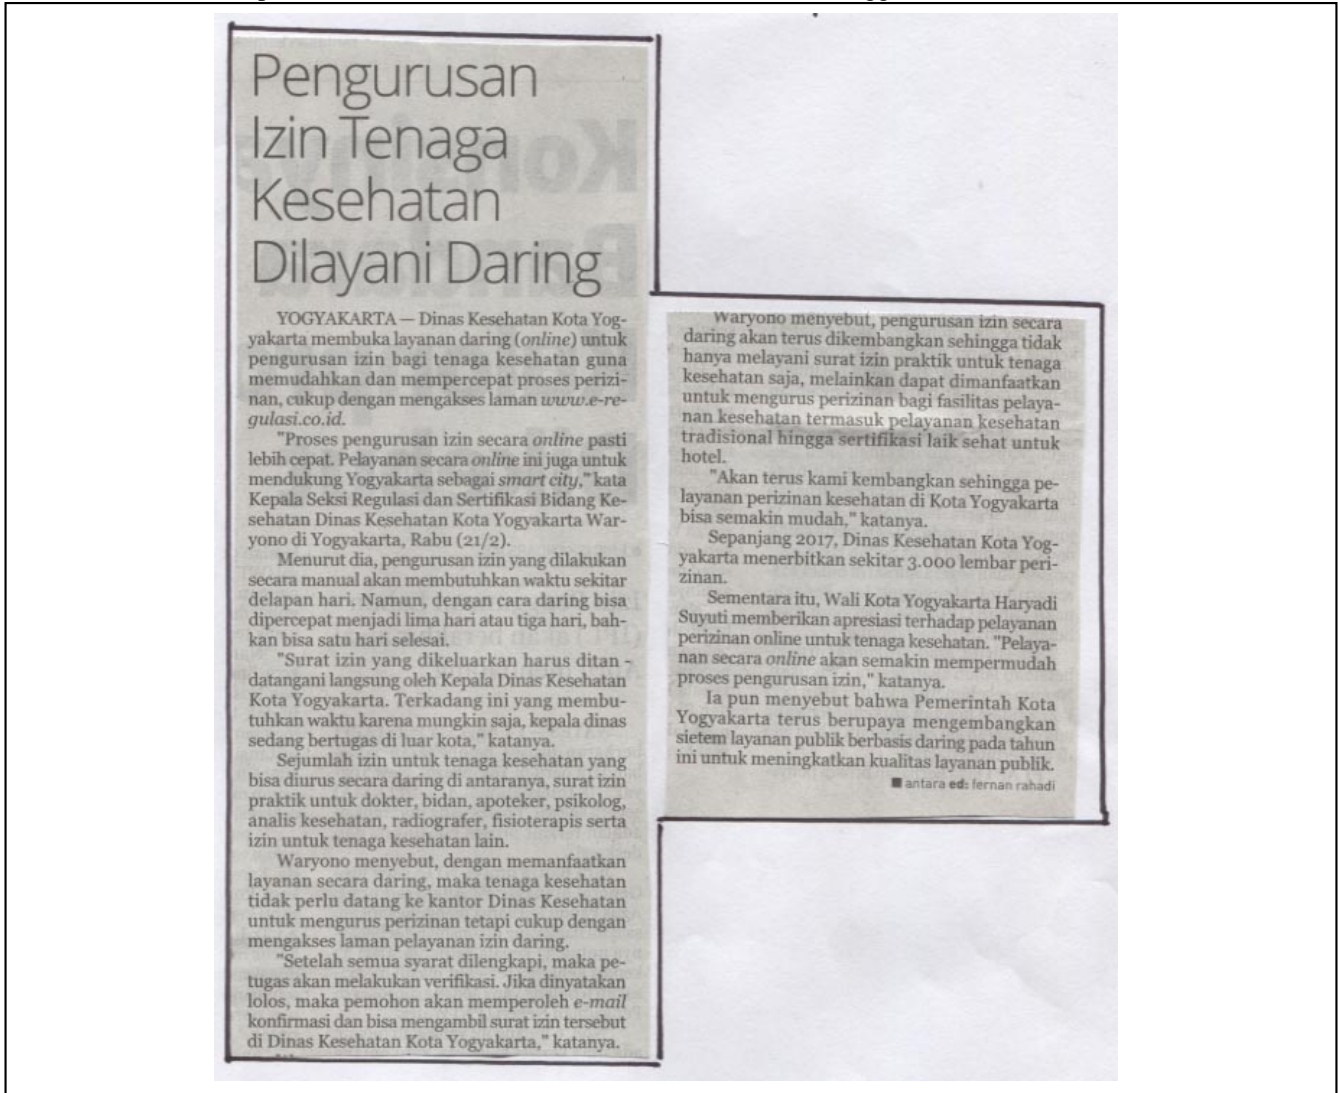 Pengurusan
Izin Tenaga
Kesehatan
Dilayani Daring
YOGYAKARTA — Dinas Kesehatan Kota Yog-
yakarta membuka layanan daring (online) untuk
pengurusan izin bagi tenaga kesehatan guna
memudahkan dan mempercepat proses perizi-
nan, cukup dengan mengakses laman www.e-re-
gulasi.co.id.
"Proses pengurusan izin secara online pasti
lebih cepat. Pelayanan secara online ini juga untuk
mendukung Yogyakarta sebagai smart city," kata
Kepala Seksi Regulasi dan Sertifikasi Bidang Ke-
sehatan Dinas Kesehatan Kota Yogyakarta War-
yono di Yogyakarta, Rabu (21/2).
Menurut dia, pengurusan izin yang dilakukan
secara manual akan membutuhkan waktu sekitar
delapan hari. Namun, dengan cara daring bisa
dipercepat menjadi lima hari atau tiga hari, bah-
kan bisa satu hari selesai.
"Surat izin yang dikeluarkan harus ditan -
datangani langsung oleh Kepala Dinas Kesehatan
Kota Yogyakarta. Terkadang ini yang membu-
tuhkan waktu karena mungkin saja, kepala dinas
sedang bertugas di luar kota," katanya.
Sejumlah izin untuk tenaga kesehatan yang
bisa diurus secara daring di antaranya, surat izin
praktik untuk dokter, bidan, apoteker, psikolog,
analis kesehatan, radiografer, fisioterapis serta
izin untuk tenaga kesehatan lain.
Waryono menyebut, dengan memanfaatkan
layanan secara daring, maka tenaga kesehatan
tidak perlu datang ke kantor Dinas Kesehatan
untuk mengurus perizinan tetapi cukup dengan
mengakses laman pelayanan izin daring.
"Setelah semua syarat dilengkapi, maka pe-
tugas akan melakukan verifikasi. Jika dinyatakan
lolos, maka pemohon akan memperoleh e-mail
konfirmasi dan bisa mengambil surat izin tersebut
di Dinas Kesehatan Kota Yogyakarta," katanya.
Waryono menyebut, pengurusan izin secara
daring akan terus dikembangkan sehingga tidak
hanya melayani surat izin praktik untuk tenaga
kesehatan saja, melainkan dapat dimanfaatkan
untuk mengurus perizinan bagi fasilitas pelaya-
nan kesehatan termasuk pelayanan kesehatan
tradisional hingga sertifikasi laik sehat untuk
hotel.
"Akan terus kami kembangkan sehingga pe-
layanan perizinan kesehatan di Kota Yogyakarta
bisa semakin mudah," katanya.
Sepanjang 2017, Dinas Kesehatan Kota Yog-
yakarta menerbitkan sekitar 3.000 lembar peri-
zinan.
Sementara itu, Wali Kota Yogyakarta Haryadi
Suyuti memberikan apresiasi terhadap pelayanan
perizinan online untuk tenaga kesehatan. "Pelaya-
nan secara online akan semakin mempermudah
proses pengurusan izin," katanya.
Ia pun menyebut bahwa Pemerintah Kota
Yogyakarta terus berupaya mengembangkan
sietem layanan publik berbasis daring pada tahun
ini untuk meningkatkan kualitas layanan publik.
■ antara ed: fernan rahadi